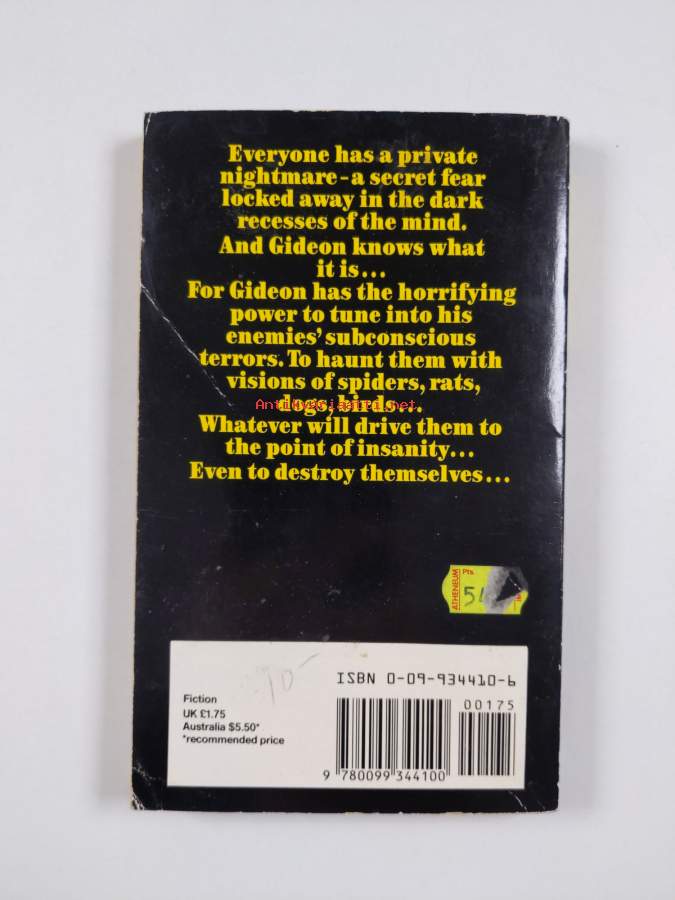 Everyone has a private
nightmare-a secret fear
locked away in the dark
recesses of the mind.
And Gideon knows what
it is...
For Gideon has the horrifying
power to tune into his
enemies' subconscious
terrors. To haunt them with
visions of spiders, rats,
dogs, birds...
Antikvariaatti.net
Whatever will drive them to
the point of insanity...
Even to destroy themselves...
ATHENEUM
Pts.
ISBN 0-09-934410-6
00175
Fiction
UK £1.75
Australia $5.50*
*recommended price
9 780099 344100